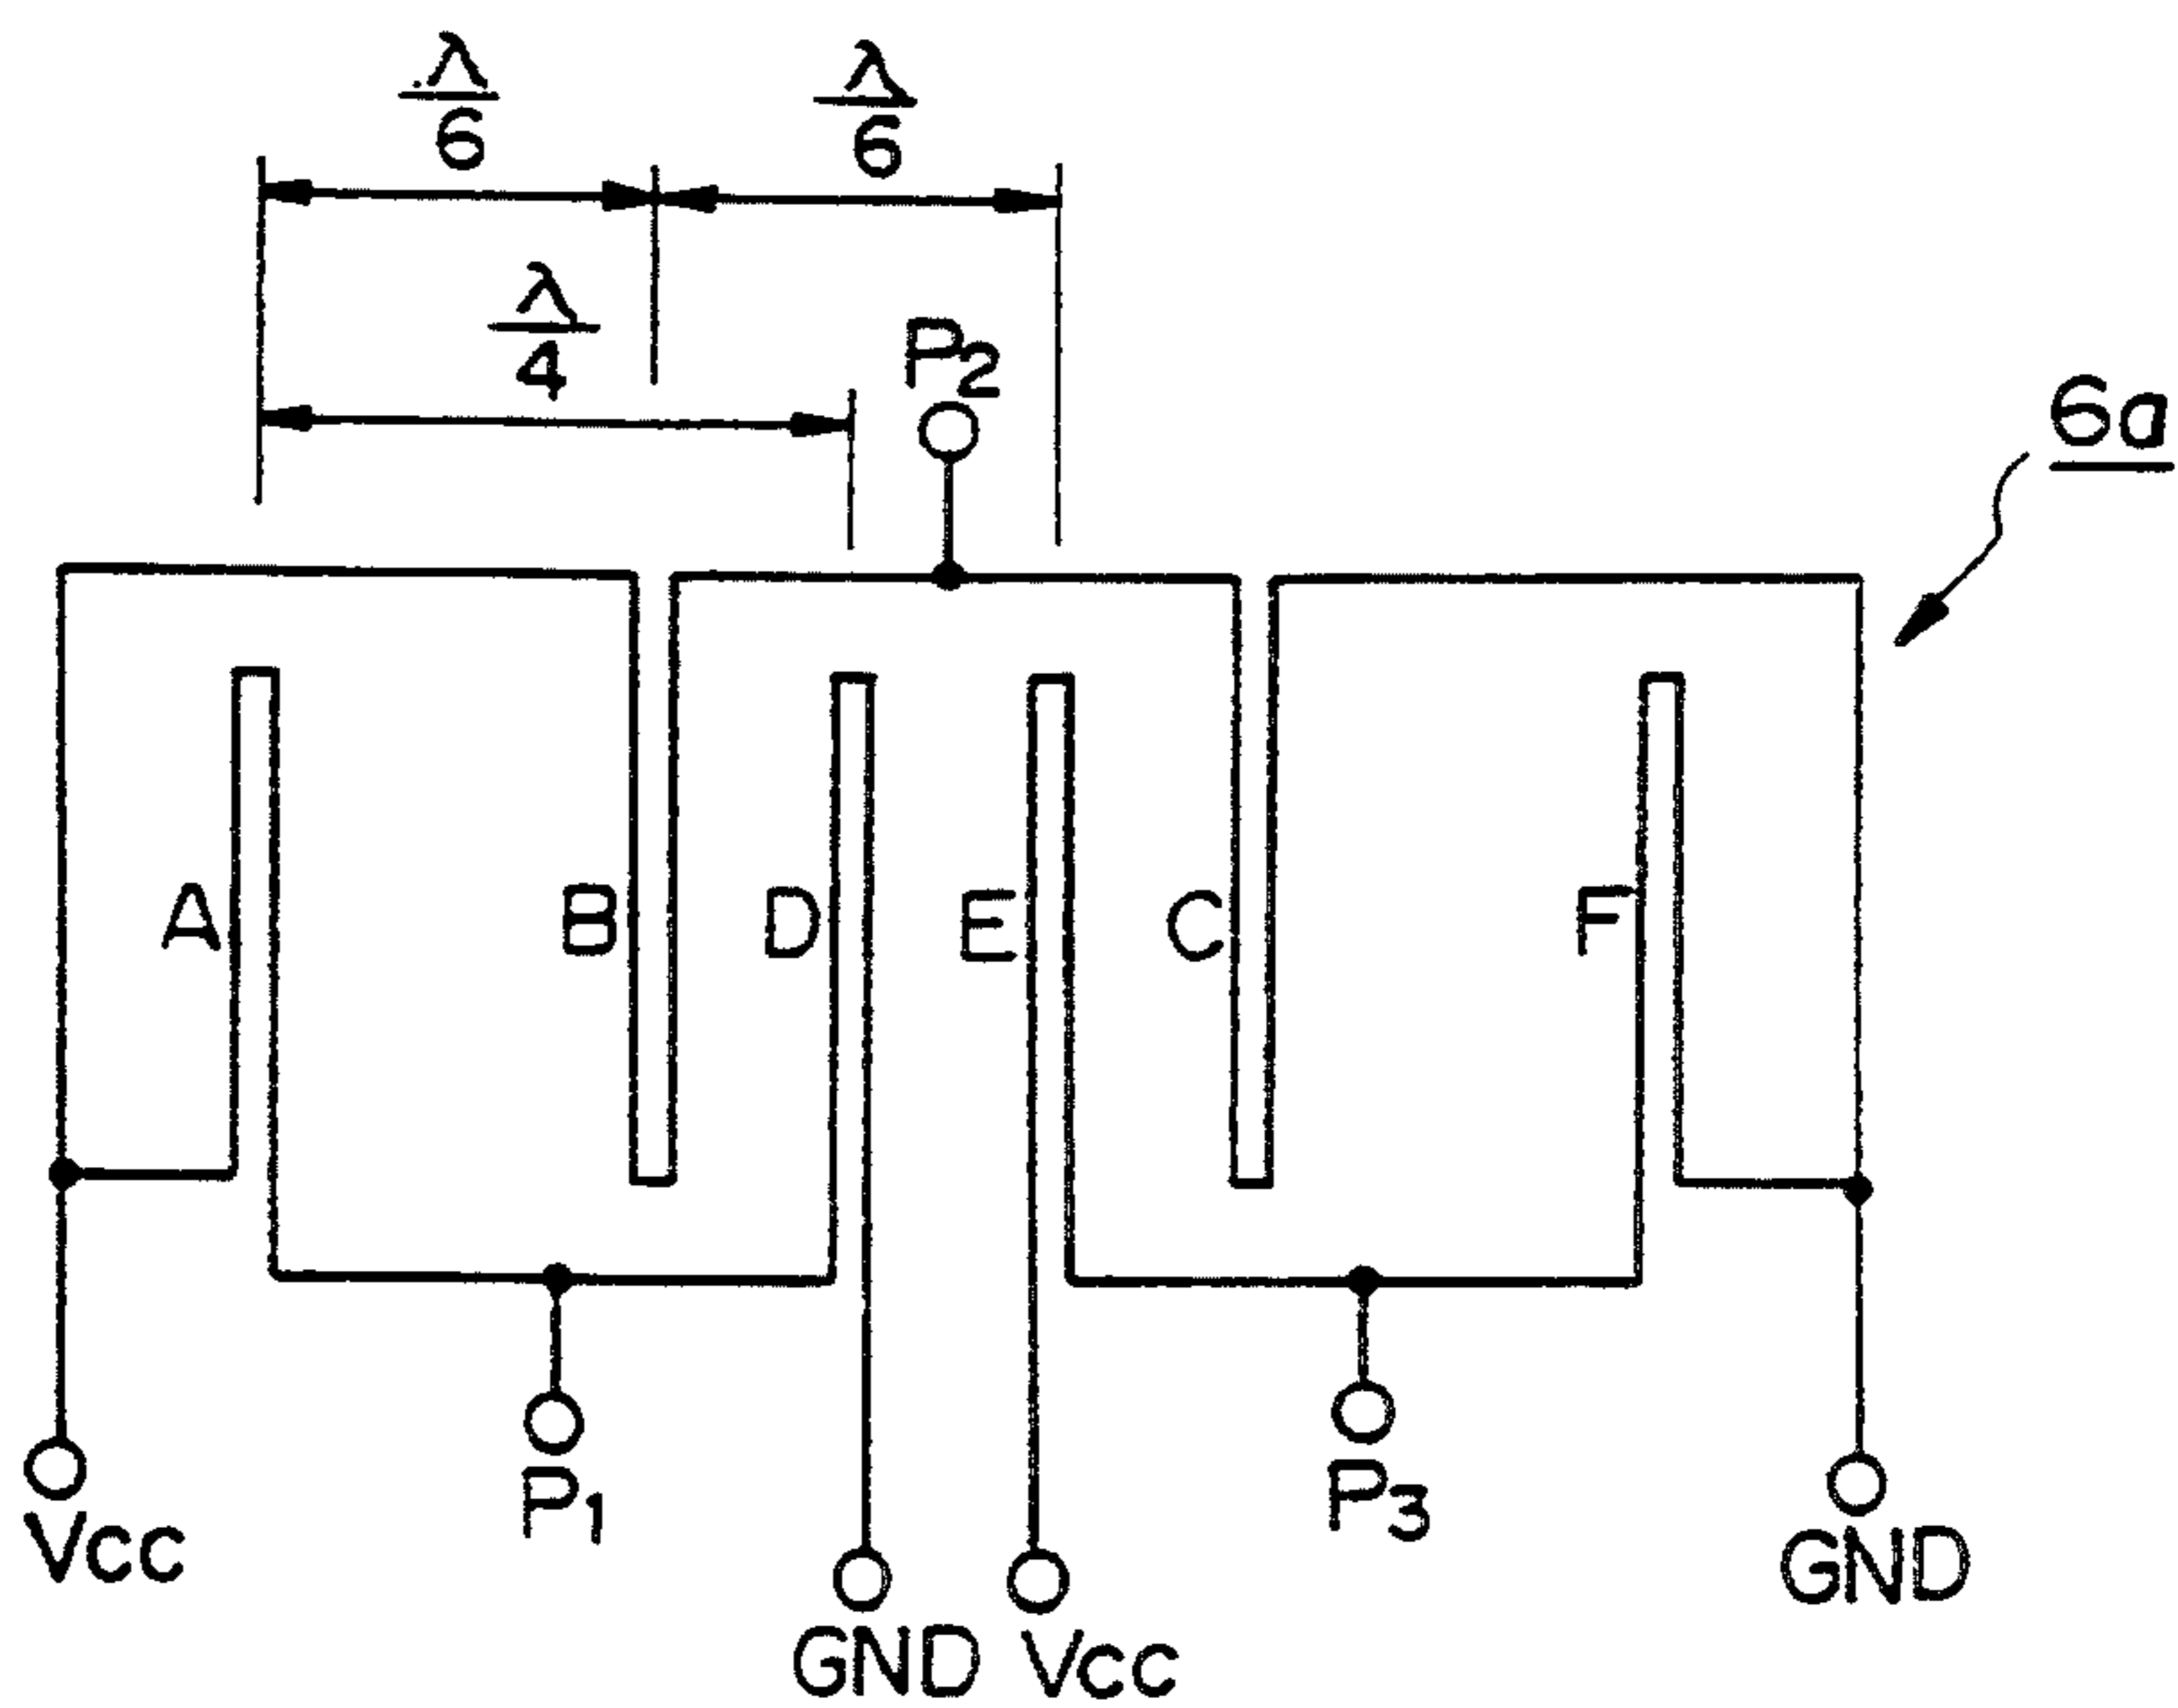 λ/6 λ/6
λ/4
P2
6a
A B D E C F
P1 P3
Vcc GND
GND Vcc